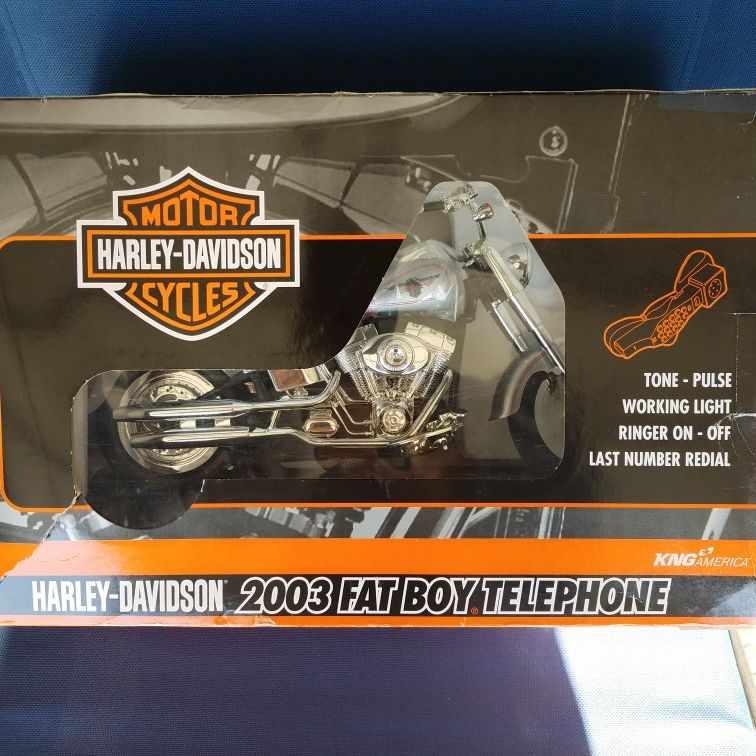 MOTOR
HARLEY-DAVIDSON
CYCLES
®
TONE - PULSE
WORKING LIGHT
RINGER ON - OFF
LAST NUMBER REDIAL
KNG AMERICA
HARLEY-DAVIDSON® 2003 FAT BOY® TELEPHONE